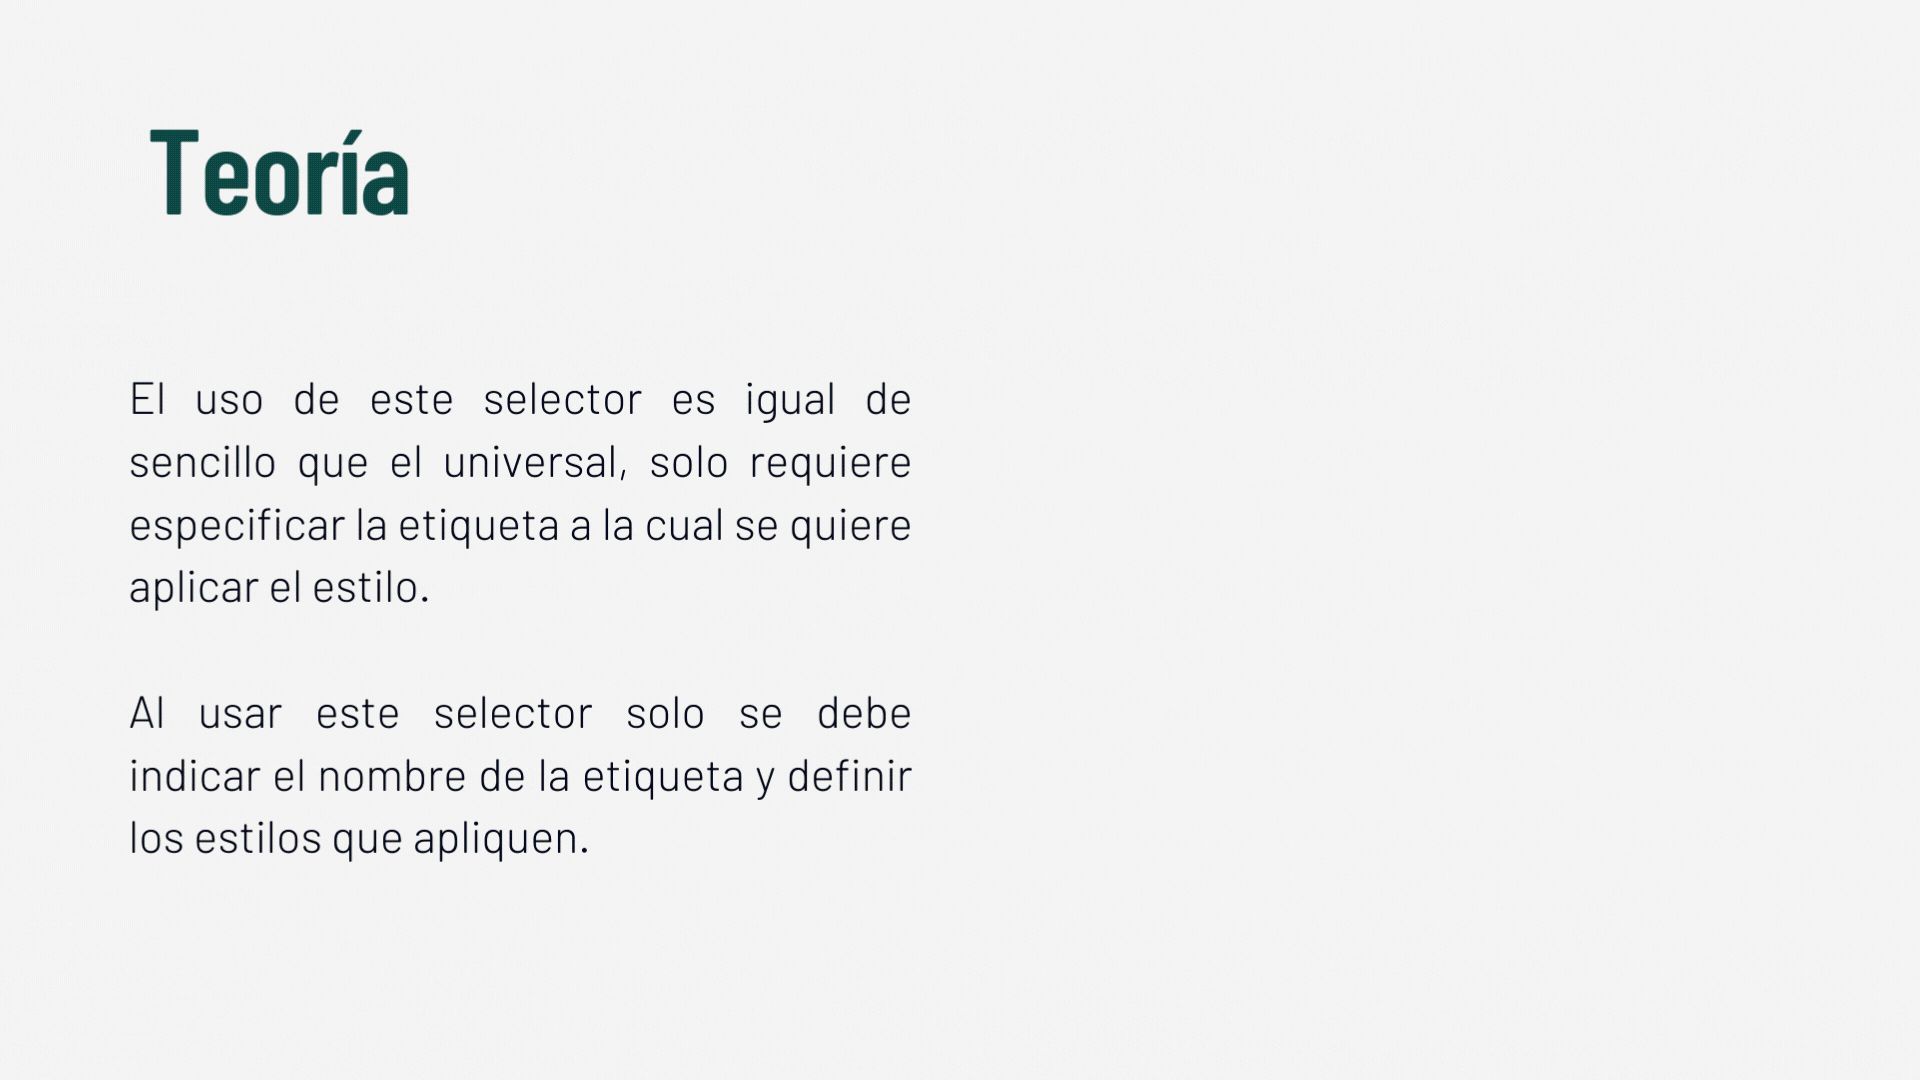 Teoría
El uso de este selector es igual de
sencillo que el universal, solo requiere
especificar la etiqueta a la cual se quiere
aplicar el estilo.
Al usar este selector solo se debe
indicar el nombre de la etiqueta y definir
los estilos que apliquen.